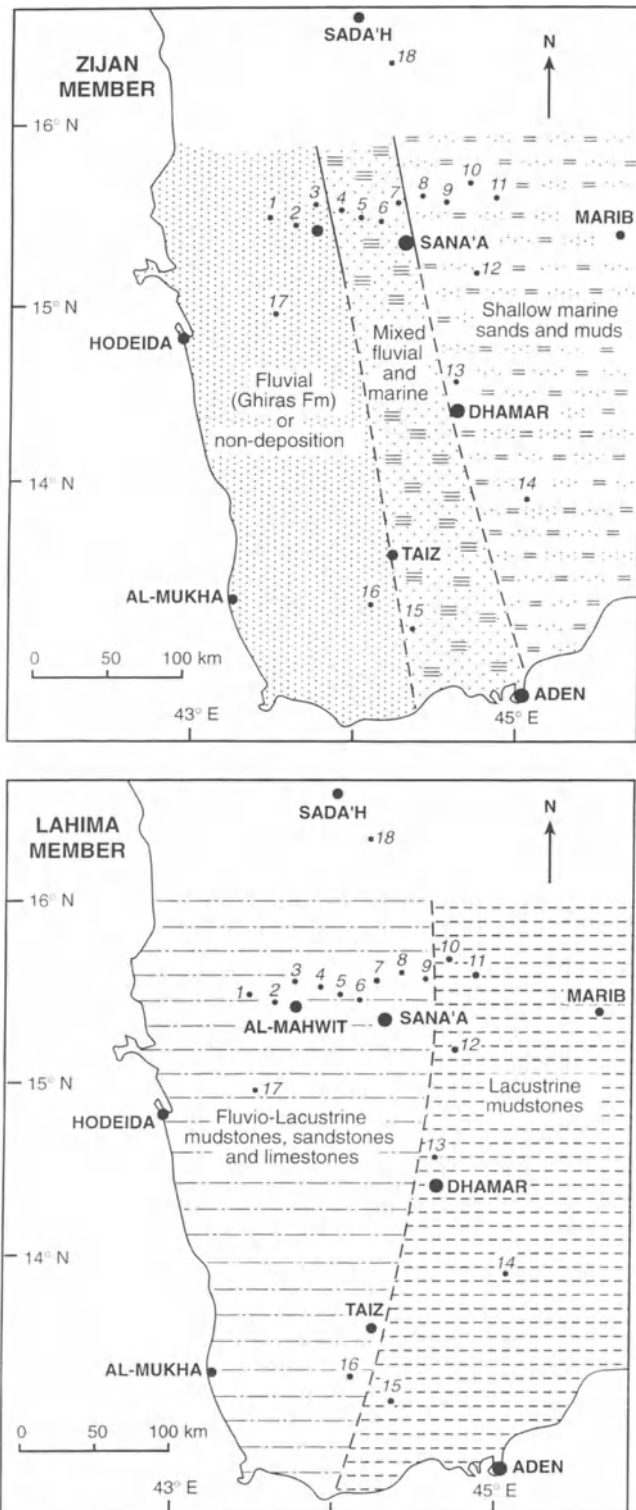 SADA'H
18
N
ZIJAN
MEMBER
16° N
1
2
3
4
5
6
7
8
9
10
11
SANA'A
MARIB
12
17
15° N
HODEIDA
Mixed
fluvial
and
marine
Shallow marine
sands and muds
Fluvial
(Ghiras Fm)
or
non-deposition
13
DHAMAR
14° N
14
TAIZ
AL-MUKHA
16
15
0 50 100 km
43° E
45° E
ADEN
LAHIMA
MEMBER
SADA'H
18
N
16° N
1
2
3
4
5
6
7
8
9
10
11
AL-MAHWIT
SANA'A
MARIB
12
17
15° N
HODEIDA
Fluvio-Lacustrine
mudstones, sandstones
and limestones
Lacustrine
mudstones
13
DHAMAR
14° N
14
TAIZ
AL-MUKHA
16
15
0 50 100 km
43° E
45° E
ADEN